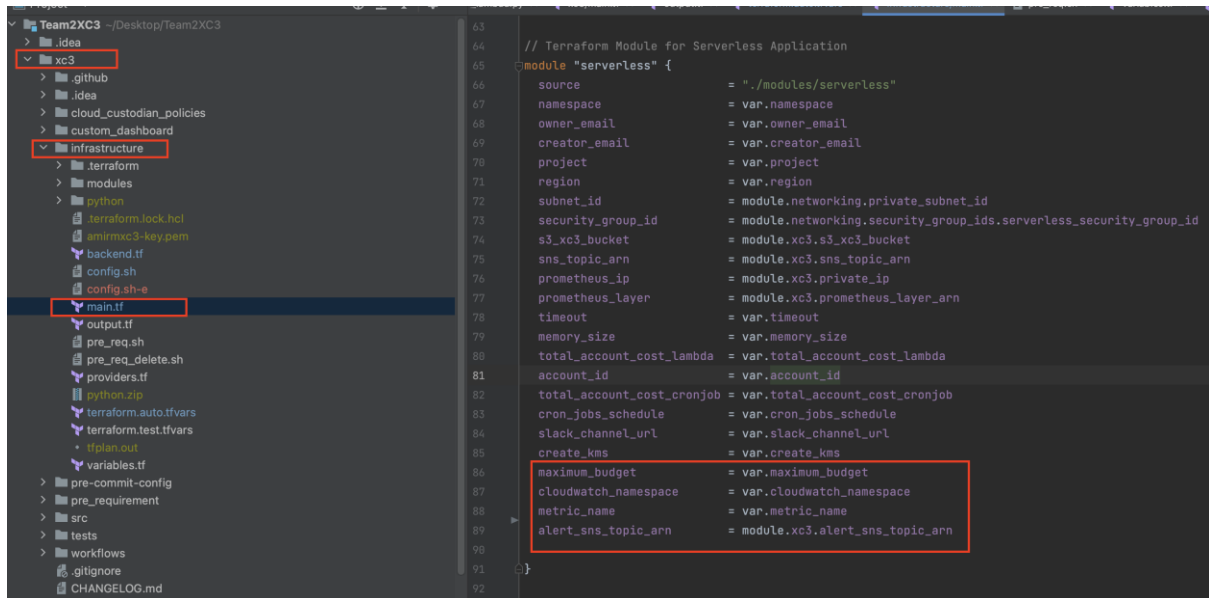 Team2XC3 ~/Desktop/Team2XC3
.idea
xc3
.github
.idea
cloud_custodian_policies
custom_dashboard
infrastructure
.terraform
modules
python
.terraform.lock.hcl
amirmxc3-key.pem
backend.tf
config.sh
config.sh-e
main.tf
output.tf
pre_req.sh
pre_req_delete.sh
providers.tf
python.zip
terraform.auto.tfvars
terraform.test.tfvars
tfplan.out
variables.tf
pre-commit-config
pre_requirement
src
tests
workflows
.gitignore
CHANGELOG.md
63
64 // Terraform Module for Serverless Application
65 module "serverless" {
66 source = "./modules/serverless"
67 namespace = var.namespace
68 owner_email = var.owner_email
69 creator_email = var.creator_email
70 project = var.project
71 region = var.region
72 subnet_id = module.networking.private_subnet_id
73 security_group_id = module.networking.security_group_ids.serverless_security_group_id
74 s3_xc3_bucket = module.xc3.s3_xc3_bucket
75 sns_topic_arn = module.xc3.sns_topic_arn
76 prometheus_ip = module.xc3.private_ip
77 prometheus_layer = module.xc3.prometheus_layer_arn
78 timeout = var.timeout
79 memory_size = var.memory_size
80 total_account_cost_lambda = var.total_account_cost_lambda
81 account_id = var.account_id
82 total_account_cost_cronjob = var.total_account_cost_cronjob
83 cron_jobs_schedule = var.cron_jobs_schedule
84 slack_channel_url = var.slack_channel_url
85 create_kms = var.create_kms
86 maximum_budget = var.maximum_budget
87 cloudwatch_namespace = var.cloudwatch_namespace
88 metric_name = var.metric_name
89 alert_sns_topic_arn = module.xc3.alert_sns_topic_arn
90
91 }
92